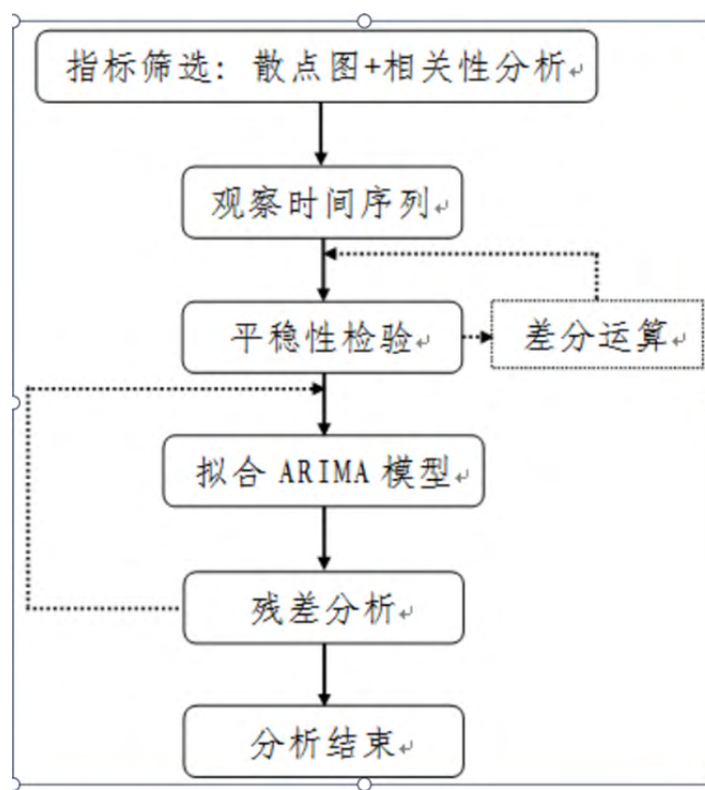 指标筛选：散点图+相关性分析↵
观察时间序列↵
平稳性检验↵
差分运算↵
拟合 ARIMA 模型↵
残差分析↵
分析结束↵